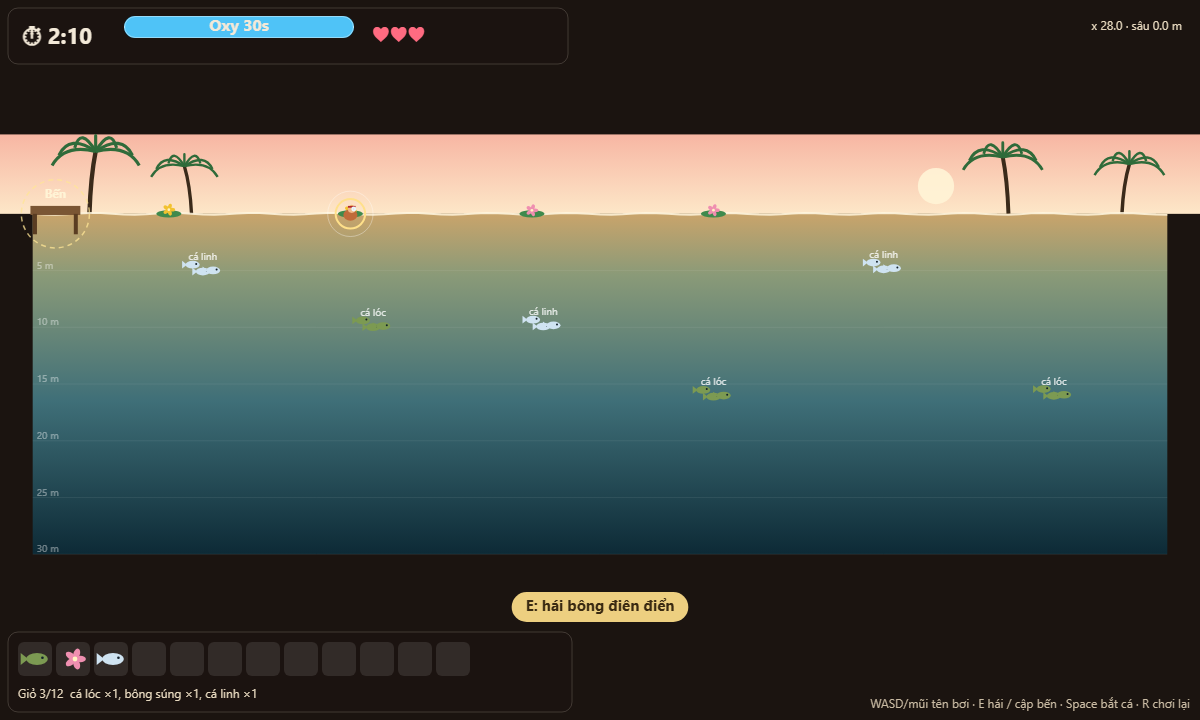 2:10
Oxy 30s
x 28.0 · sâu 0.0 m
Bến
cá linh
cá linh
5 m
cá lóc
cá linh
10 m
15 m
cá lóc
cá lóc
20 m
25 m
30 m
E: hái bông điên điển
Giỏ 3/12 cá lóc ×1, bông súng ×1, cá linh ×1
WASD/mũi tên bơi · E hái / cập bến · Space bắt cá · R chơi lại